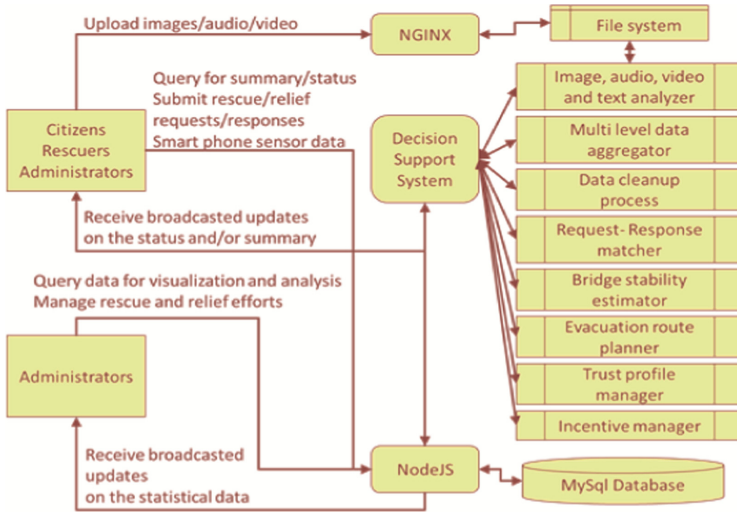 Upload images/audio/video
NGINX
File system
Query for summary/status
Submit rescue/relief
requests/responses
Smart phone sensor data
Citizens
Rescuers
Administrators
Decision
Support
System
Image, audio, video
and text analyzer
Multi level data
aggregator
Data cleanup
process
Request- Response
matcher
Bridge stability
estimator
Evacuation route
planner
Trust profile
manager
Incentive manager
Receive broadcasted updates
on the status and/or summary
Query data for visualization and analysis
Manage rescue and relief efforts
Administrators
Receive broadcasted
updates
on the statistical data
NodeJS
MySql Database